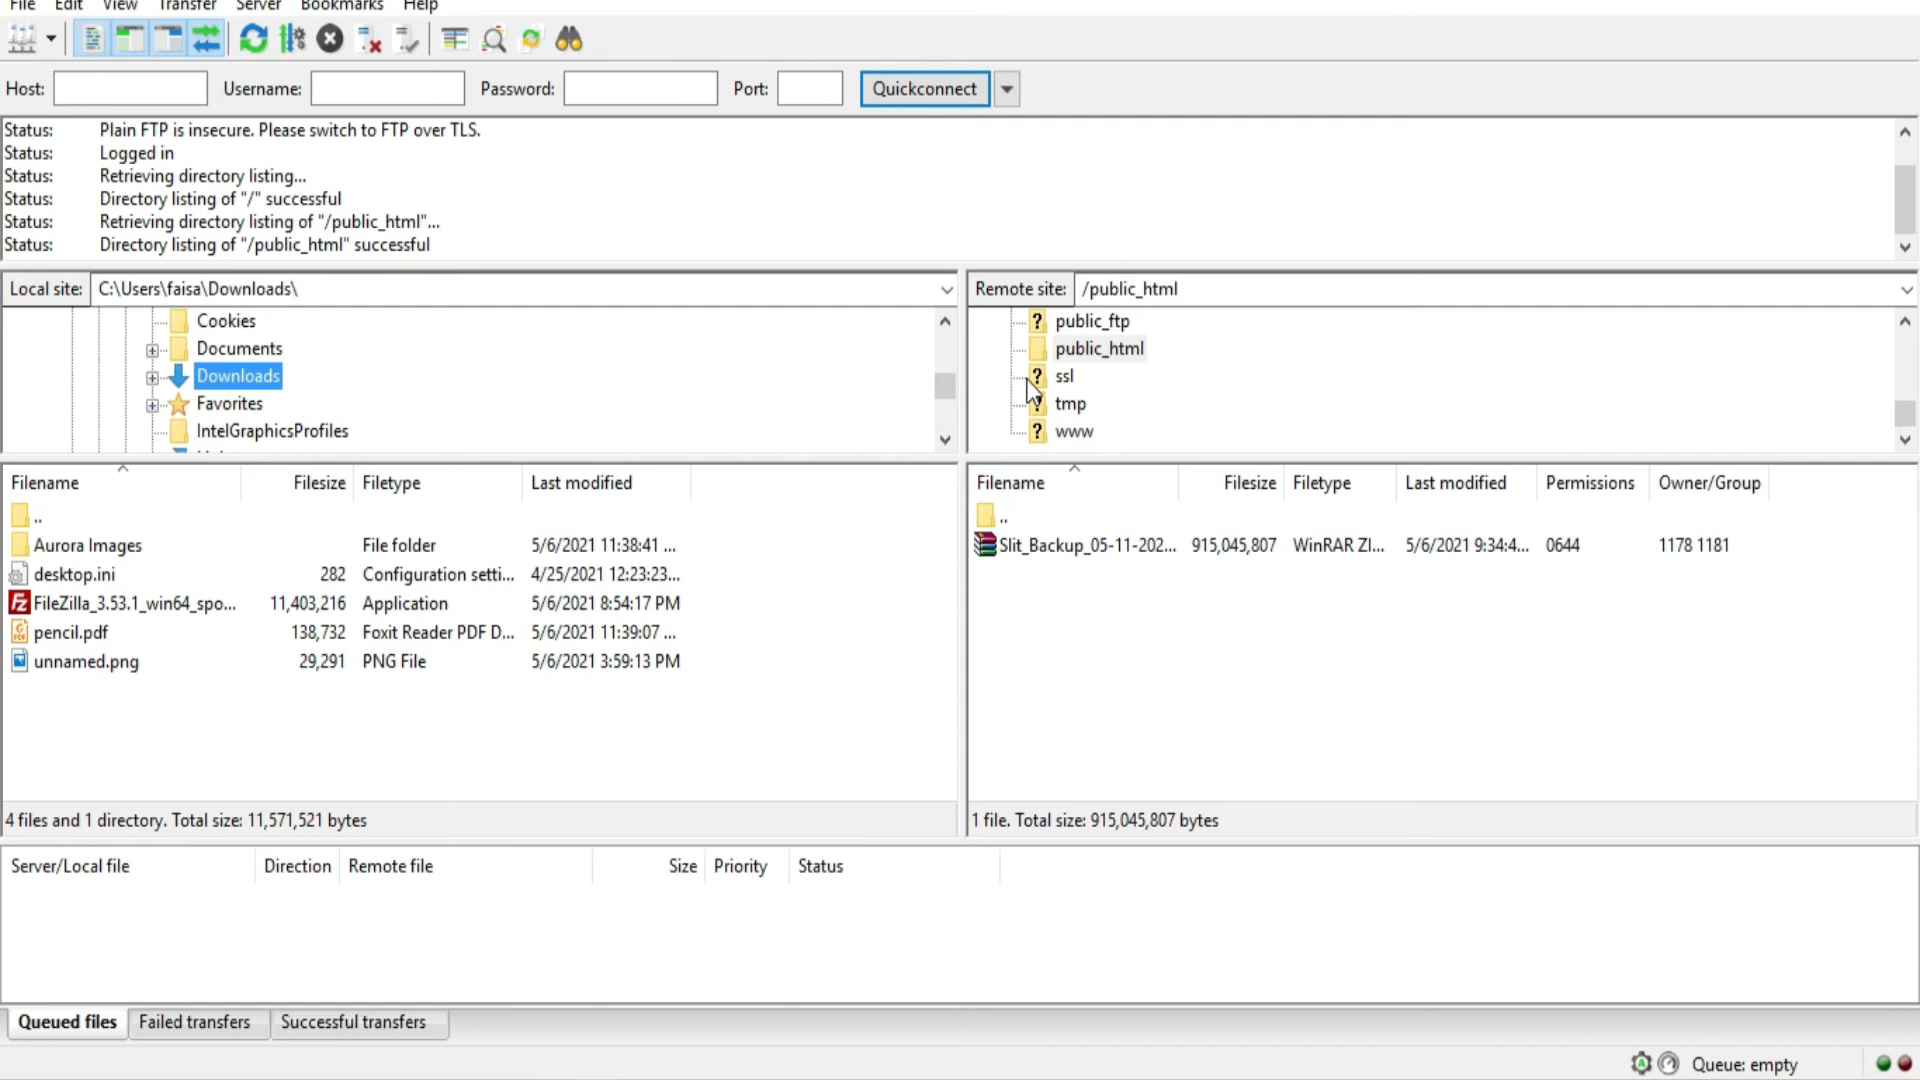 File Edit View Transfer Server Bookmarks Help
Host: Username: Password: Port: Quickconnect
Status: Plain FTP is insecure. Please switch to FTP over TLS.
Status: Logged in
Status: Retrieving directory listing...
Status: Directory listing of "/" successful
Status: Retrieving directory listing of "/public_html"...
Status: Directory listing of "/public_html" successful
Local site: C:\Users\faisa\Downloads\
Cookies
Documents
Downloads
Favorites
IntelGraphicsProfiles
Remote site: /public_html
public_ftp
public_html
ssl
tmp
www
Filename Filesize Filetype Last modified
..
Aurora Images File folder 5/6/2021 11:38:41 ...
desktop.ini 282 Configuration setti... 4/25/2021 12:23:23...
FileZilla_3.53.1_win64_spo... 11,403,216 Application 5/6/2021 8:54:17 PM
pencil.pdf 138,732 Foxit Reader PDF D... 5/6/2021 11:39:07 ...
unnamed.png 29,291 PNG File 5/6/2021 3:59:13 PM
4 files and 1 directory. Total size: 11,571,521 bytes
Filename Filesize Filetype Last modified Permissions Owner/Group
..
Slit_Backup_05-11-202... 915,045,807 WinRAR ZI... 5/6/2021 9:34:4... 0644 1178 1181
1 file. Total size: 915,045,807 bytes
Server/Local file Direction Remote file Size Priority Status
Queued files Failed transfers Successful transfers
Queue: empty